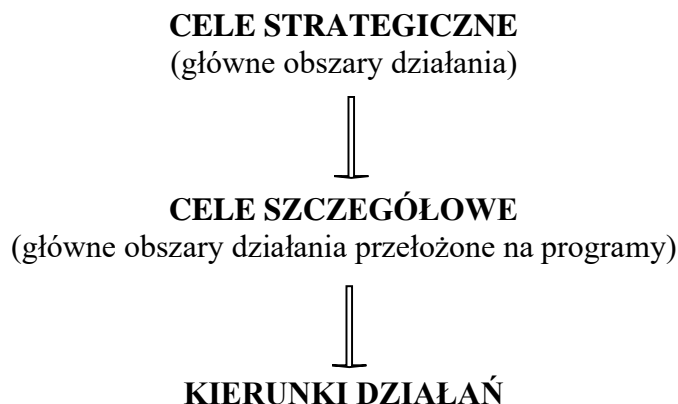 CELE STRATEGICZNE
(główne obszary działania)
CELE SZCZEGÓŁOWE
(główne obszary działania przełożone na programy)
KIERUNKI DZIAŁAŃ